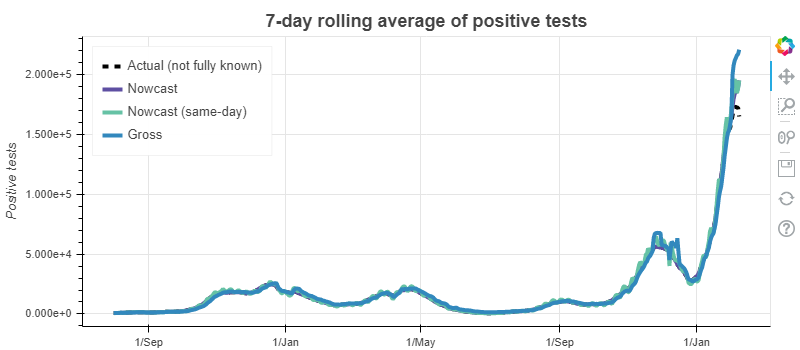 7-day rolling average of positive tests
Actual (not fully known)
Nowcast
Nowcast (same-day)
Gross
Positive tests
2.000e+5
1.500e+5
1.000e+5
5.000e+4
0.000e+0
1/Sep
1/Jan
1/May
1/Sep
1/Jan